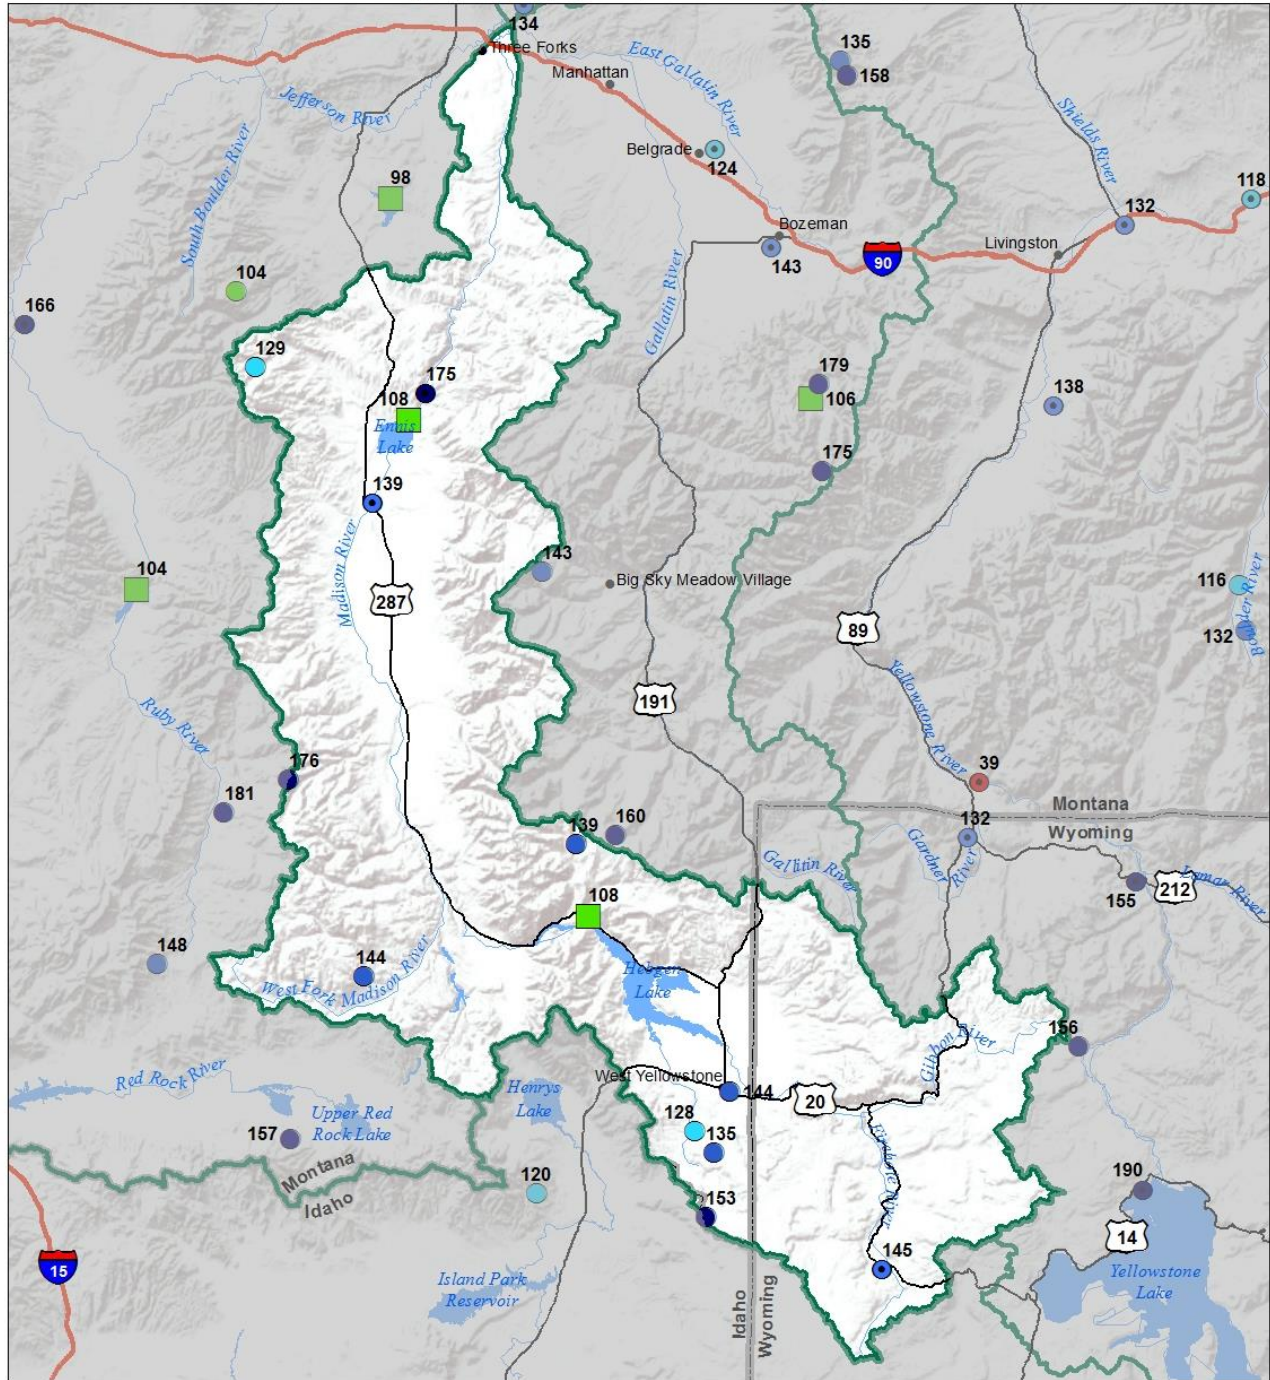 134
Three Forks
135
158
Manhattan
East Gallatin River
Jefferson River
Shields River
South Boulder River
Belgrade
124
98
118
132
Bozeman
Livingston
143
90
104
166
Gallatin River
129
175
179
108
106
138
Ennis
Lake
175
139
Madison River
143
Big Sky Meadow Village
104
116
132
287
89
Boulder River
191
Yellowstone River
Ruby River
176
181
39
Montana
Wyoming
139
160
132
Gallitin River
Gardner
River
155
212
Lamar River
108
148
144
West Fork Madison River
Hebgen
Lake
156
Gibbon River
West Yellowstone
144
20
Red Rock River
Henrys
Lake
Upper Red
Rock Lake
128
135
157
Montana
Idaho
120
153
190
14
145
15
Island Park
Reservoir
Yellowstone
Lake
Idaho
Wyoming